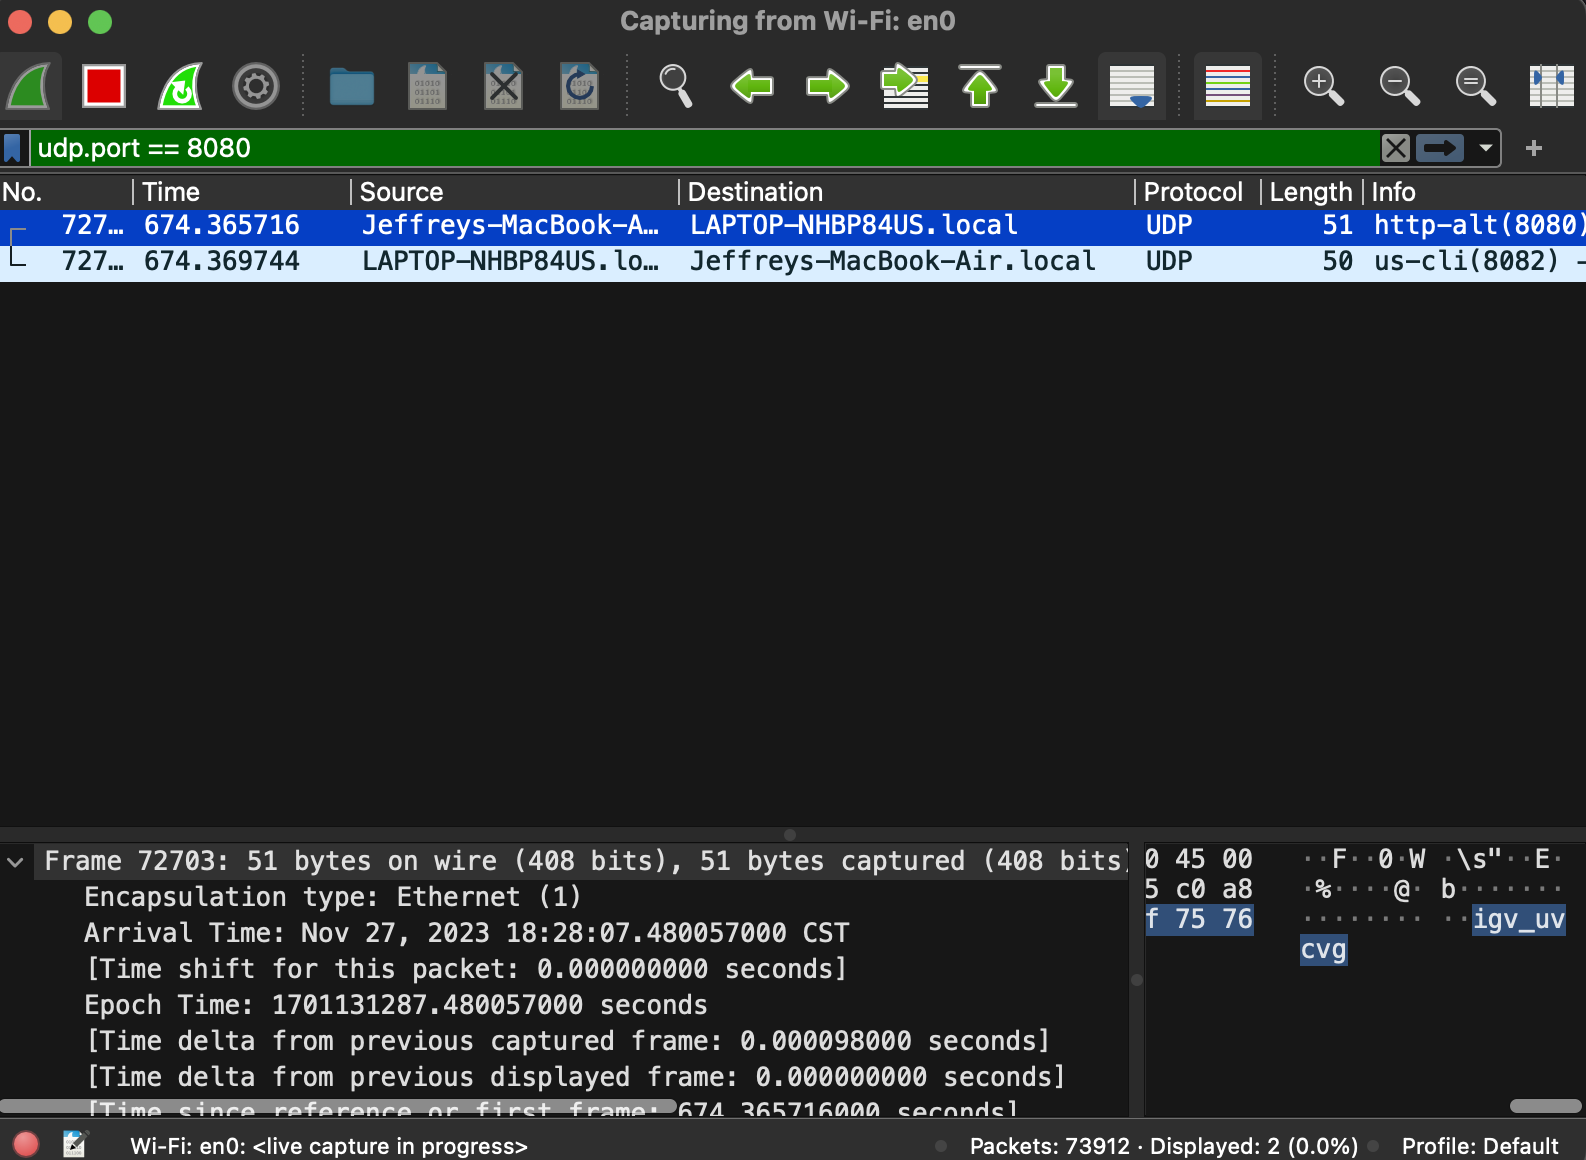 Capturing from Wi-Fi: en0
udp.port == 8080
No. Time Source Destination Protocol Length Info
727… 674.365716 Jeffreys-MacBook-A… LAPTOP-NHBP84US.local UDP 51 http-alt(8080)
727… 674.369744 LAPTOP-NHBP84US.lo… Jeffreys-MacBook-Air.local UDP 50 us-cli(8082) -
Frame 72703: 51 bytes on wire (408 bits), 51 bytes captured (408 bits)
Encapsulation type: Ethernet (1)
Arrival Time: Nov 27, 2023 18:28:07.480057000 CST
[Time shift for this packet: 0.000000000 seconds]
Epoch Time: 1701131287.480057000 seconds
[Time delta from previous captured frame: 0.000098000 seconds]
[Time delta from previous displayed frame: 0.000000000 seconds]
[Time since reference or first frame: 674.365716000 seconds]
0 45 00 ··F··0·W ·\s"··E·
5 c0 a8 ·%····@· b·······
f 75 76 ········ ··igv_uv
cvg
Wi-Fi: en0: <live capture in progress>
Packets: 73912 · Displayed: 2 (0.0%)
Profile: Default